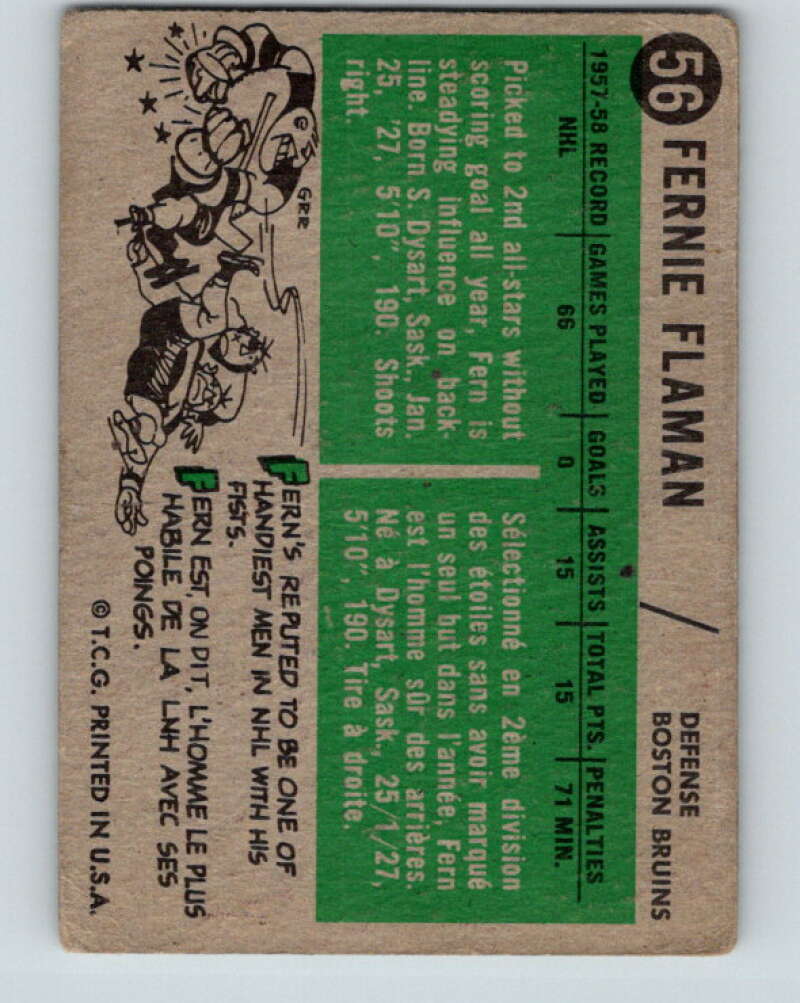 56 FERNIE FLAMAN / DEFENSE
BOSTON BRUINS
1957-58 RECORD | GAMES PLAYED | GOALS | ASSISTS | TOTAL PTS. | PENALTIES
NHL 66 0 15 15 71 MIN.
Picked to 2nd all-stars without
scoring goal all year, Fern is
steadying influence on back-
line. Born S. Dysart, Sask., Jan.
25, '27, 5'10", 190. Shoots
right.
Sélectionné en 2ème division
des étoiles sans avoir marqué
un seul but dans l'année, Fern
est l'homme sûr des arrières.
Né à Dysart, Sask., 25/1/27,
5'10", 190. Tire à droite.
GRR
FERN'S REPUTED TO BE ONE OF
HANDIEST MEN IN NHL WITH HIS
FISTS.
FERN EST, ON DIT, L'HOMME LE PLUS
HABILE DE LA LNH AVEC SES
POINGS.
© T.C.G. PRINTED IN U.S.A.